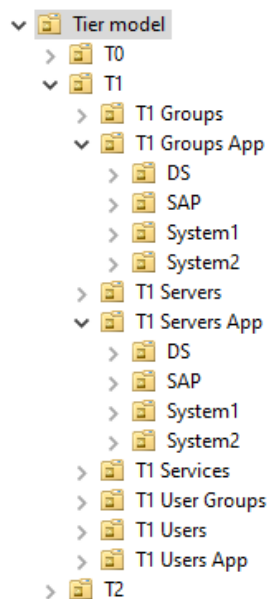 Tier model
T0
T1
T1 Groups
T1 Groups App
DS
SAP
System1
System2
T1 Servers
T1 Servers App
DS
SAP
System1
System2
T1 Services
T1 User Groups
T1 Users
T1 Users App
T2